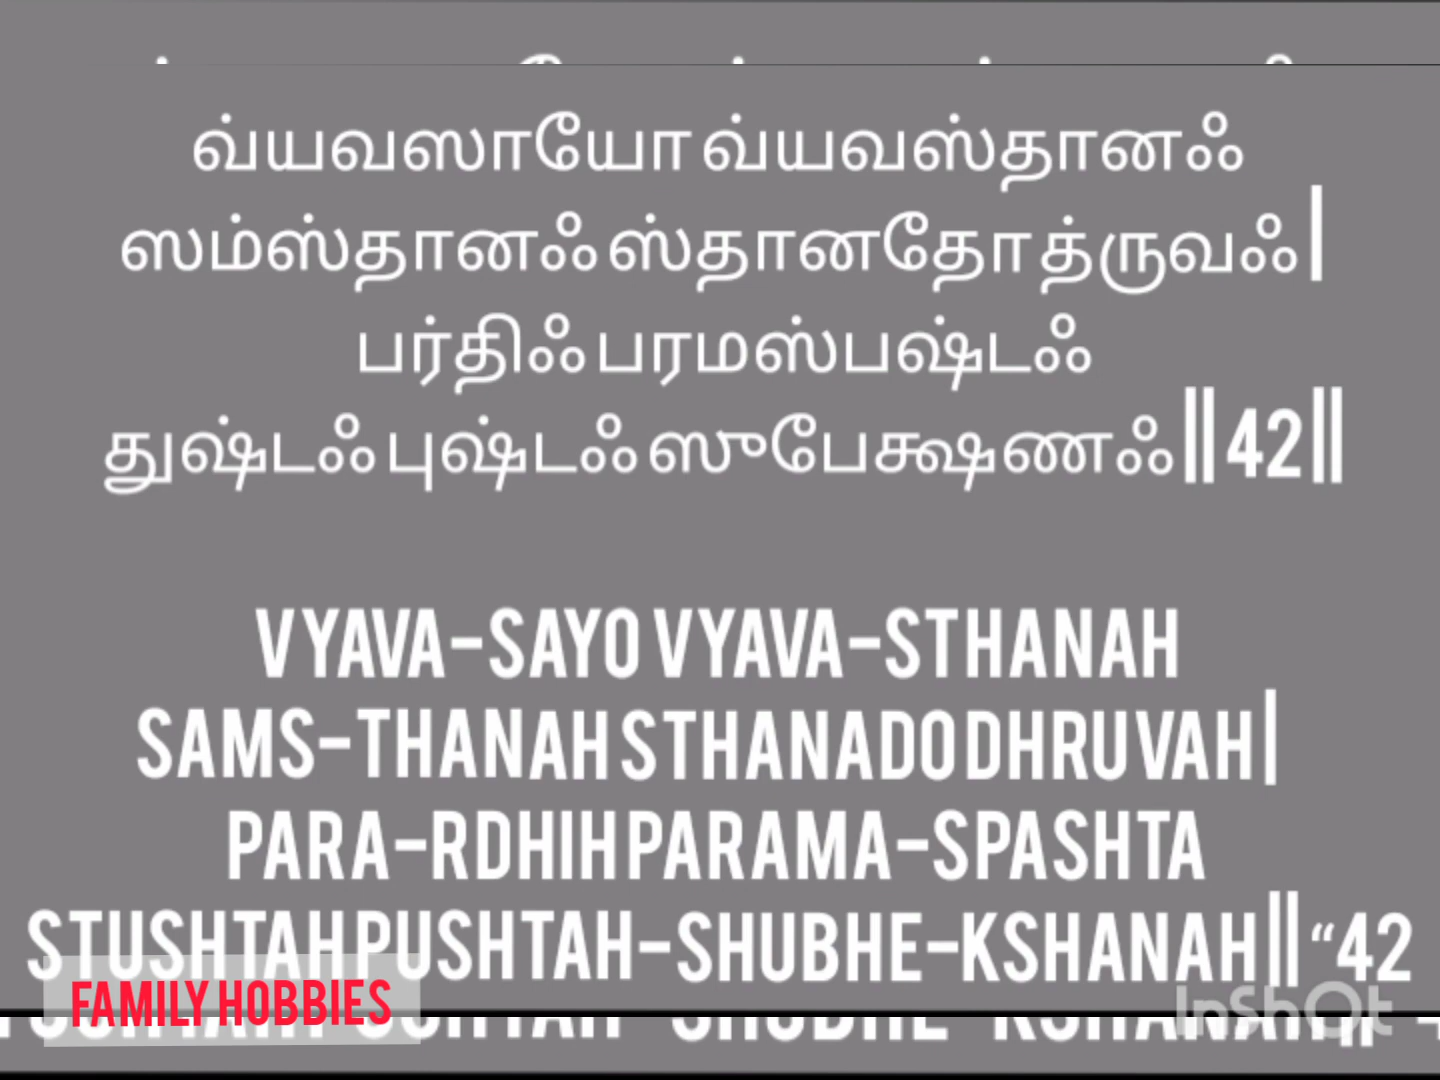 வ்யவஸாயோ வ்யவஸ்தானஃ
ஸம்ஸ்தானஃ ஸ்தானதோ த்ருவஃ|
பர்திஃ பரமஸ்பஷ்டஃ
துஷ்டஃ புஷ்டஃ ஸுபேக்ஷணஃ||42||
VYAVA-SAYO VYAVA-STHANAH
SAMS-THANAH STHANADO DHRUVAH|
PARA-RDHIH PARAMA-SPASHTA
STUSHTAH PUSHTAH-SHUBHE-KSHANAH|| “42
FAMILY HOBBIES
InShOt